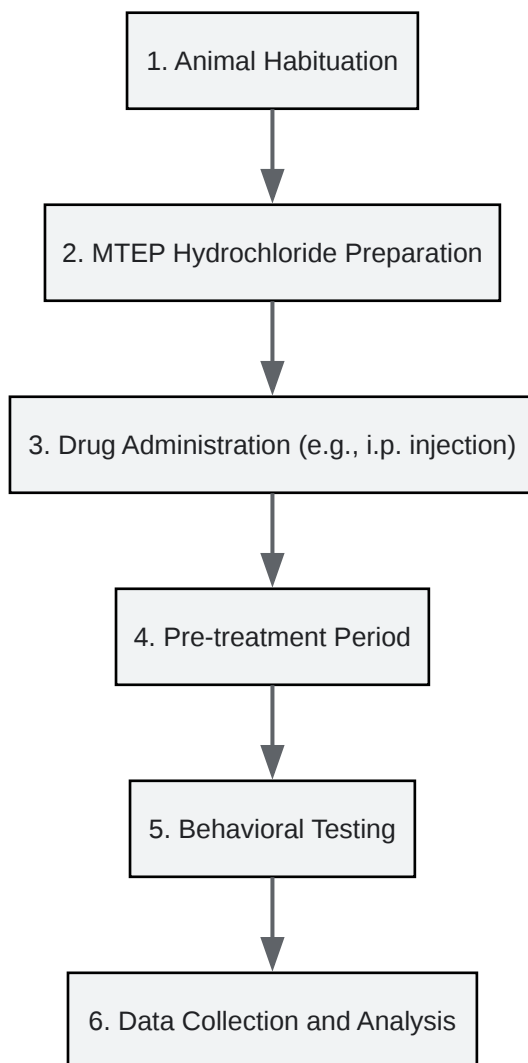 1. Animal Habituation
2. MTEP Hydrochloride Preparation
3. Drug Administration (e.g., i.p. injection)
4. Pre-treatment Period
5. Behavioral Testing
6. Data Collection and Analysis